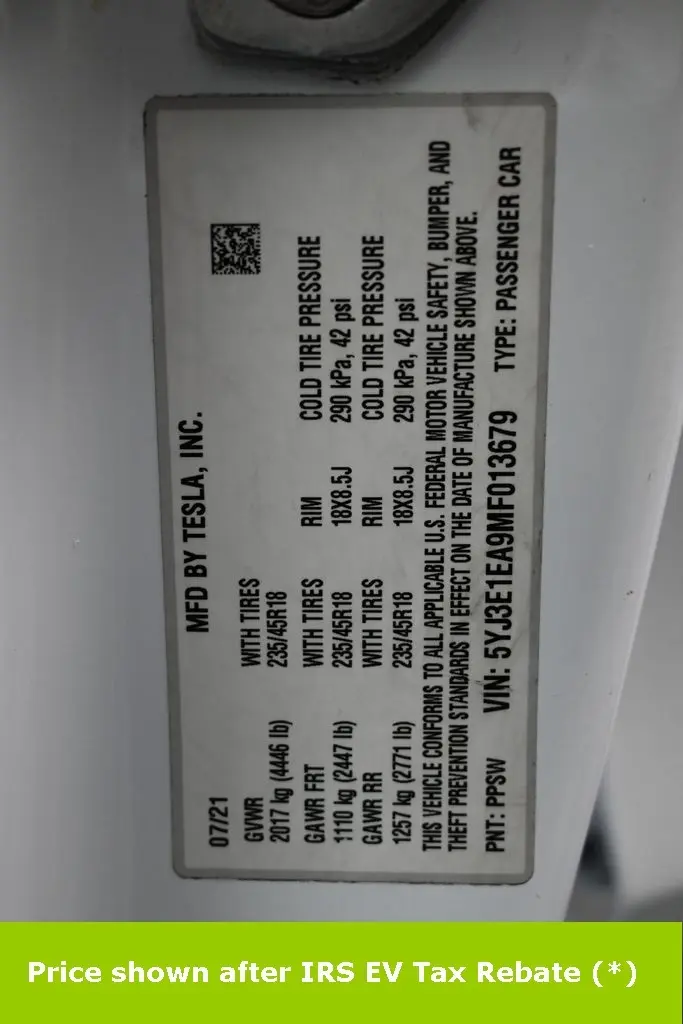 07/21
MFD BY TESLA, INC.
GVWR
WITH TIRES
2017 kg (4446 lb)
235/45R18
GAWR FRT
WITH TIRES
RIM
COLD TIRE PRESSURE
1110 kg (2447 lb)
235/45R18
18X8.5J
290 kPa, 42 psi
GAWR RR
WITH TIRES
RIM
COLD TIRE PRESSURE
1257 kg (2771 lb)
235/45R18
18X8.5J
290 kPa, 42 psi
THIS VEHICLE CONFORMS TO ALL APPLICABLE U.S. FEDERAL MOTOR VEHICLE SAFETY, BUMPER, AND
THEFT PREVENTION STANDARDS IN EFFECT ON THE DATE OF MANUFACTURE SHOWN ABOVE.
PNT: PPSW
VIN: 5YJ3E1EA9MF013679
TYPE: PASSENGER CAR
Price shown after IRS EV Tax Rebate (*)